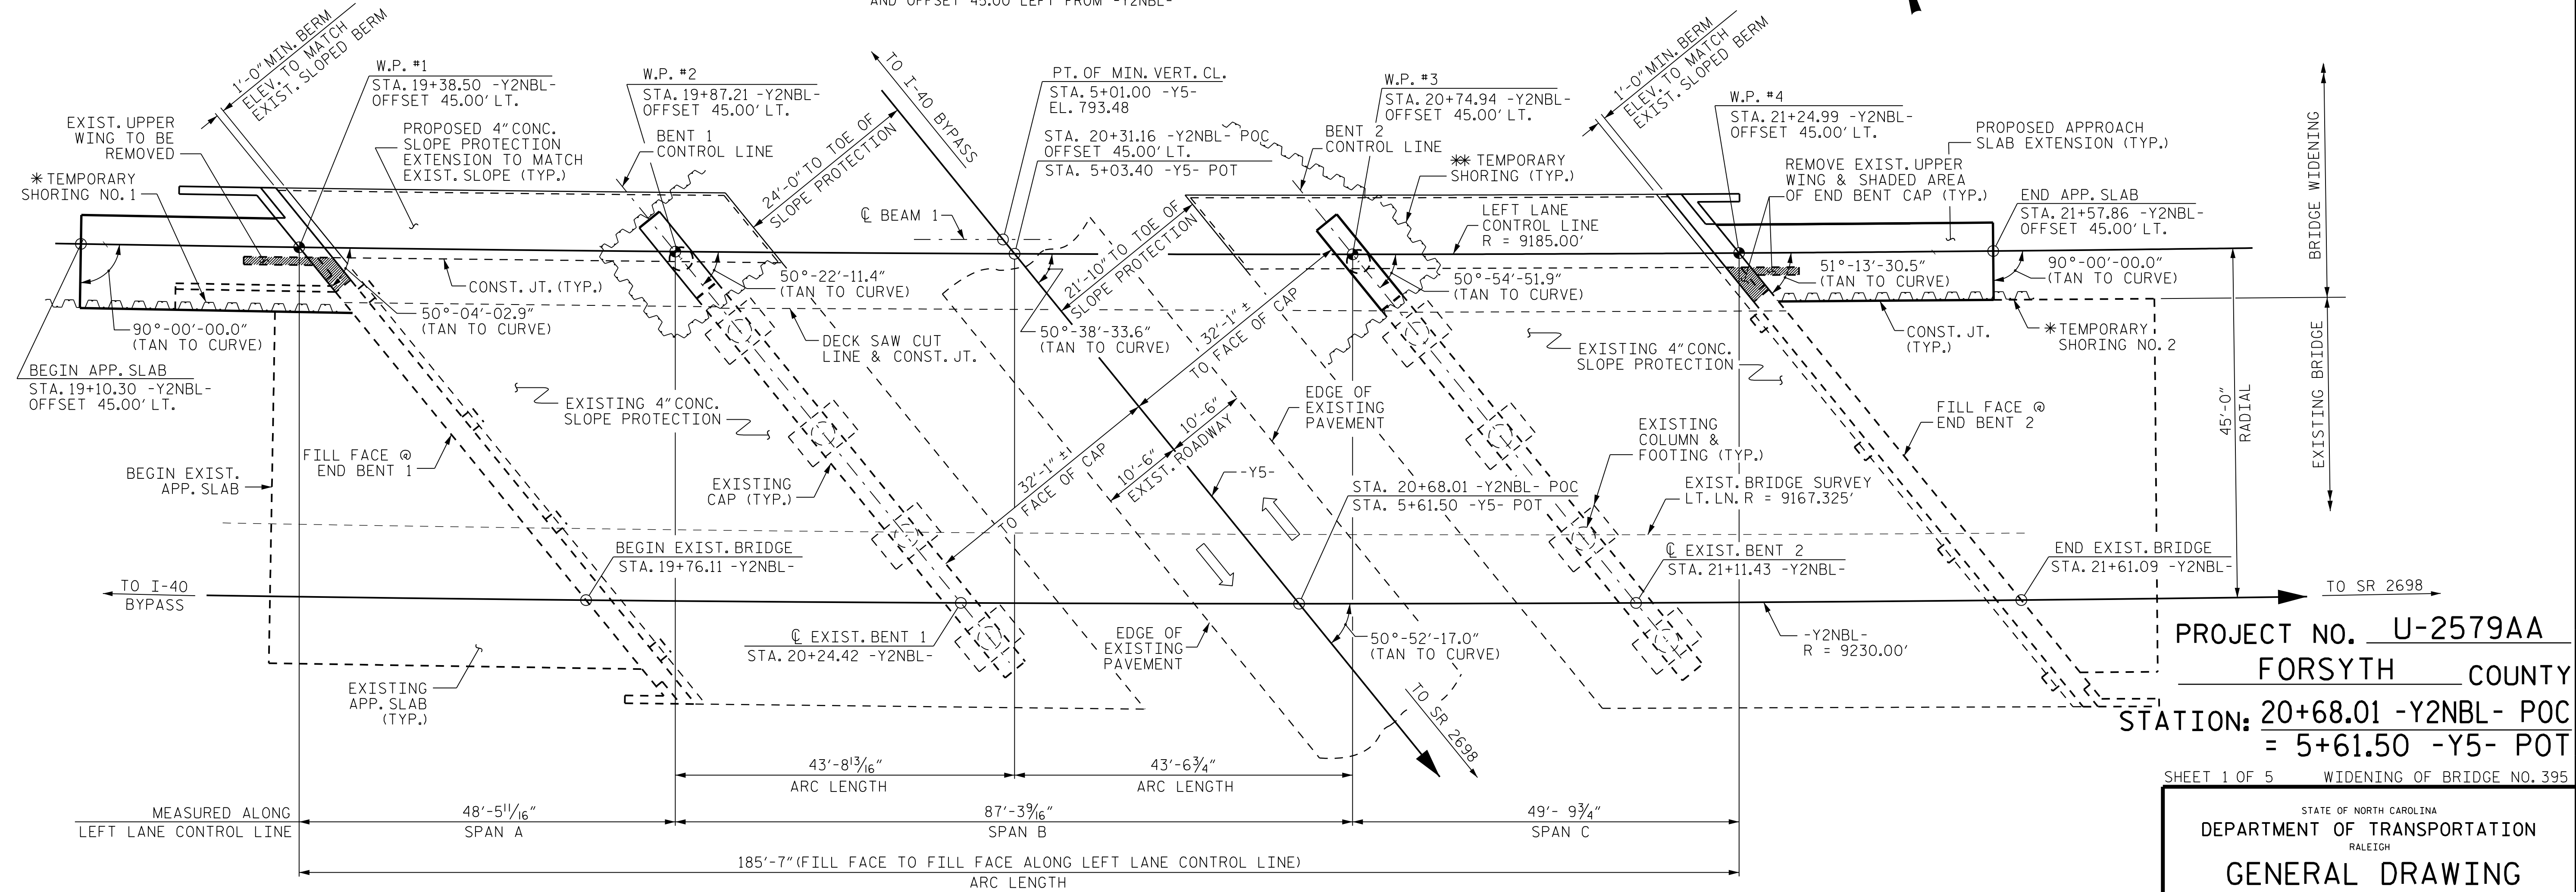 AND OFFSET 45.00' LEFT FROM -Y2NBL-
1'-0" MIN. BERM
ELEV. TO MATCH
EXIST. SLOPED BERM
W.P. #1
STA. 19+38.50 -Y2NBL-
OFFSET 45.00' LT.
EXIST. UPPER
WING TO BE
REMOVED
PROPOSED 4" CONC.
SLOPE PROTECTION
EXTENSION TO MATCH
EXIST. SLOPE (TYP.)
* TEMPORARY
SHORING NO. 1
W.P. #2
STA. 19+87.21 -Y2NBL-
OFFSET 45.00' LT.
BENT 1
CONTROL LINE
24'-0" TO TOE OF
SLOPE PROTECTION
TO I-40 BYPASS
PT. OF MIN. VERT. CL.
STA. 5+01.00 -Y5-
EL. 793.48
STA. 20+31.16 -Y2NBL- POC
OFFSET 45.00' LT.
STA. 5+03.40 -Y5- POT
℄ BEAM 1
W.P. #3
STA. 20+74.94 -Y2NBL-
OFFSET 45.00' LT.
BENT 2
CONTROL LINE
** TEMPORARY
SHORING (TYP.)
21'-10" TO TOE OF
SLOPE PROTECTION
LEFT LANE
CONTROL LINE
R = 9185.00'
1'-0" MIN. BERM
ELEV. TO MATCH
EXIST. SLOPED BERM
W.P. #4
STA. 21+24.99 -Y2NBL-
OFFSET 45.00' LT.
PROPOSED APPROACH
SLAB EXTENSION (TYP.)
REMOVE EXIST. UPPER
WING & SHADED AREA
OF END BENT CAP (TYP.)
END APP. SLAB
STA. 21+57.86 -Y2NBL-
OFFSET 45.00' LT.
BRIDGE WIDENING
EXISTING BRIDGE
CONST. JT. (TYP.)
50°-04'-02.9"
(TAN TO CURVE)
90°-00'-00.0"
(TAN TO CURVE)
BEGIN APP. SLAB
STA. 19+10.30 -Y2NBL-
OFFSET 45.00' LT.
50°-22'-11.4"
(TAN TO CURVE)
DECK SAW CUT
LINE & CONST. JT.
50°-38'-33.6"
(TAN TO CURVE)
50°-54'-51.9"
(TAN TO CURVE)
51°-13'-30.5"
(TAN TO CURVE)
90°-00'-00.0"
(TAN TO CURVE)
CONST. JT.
(TYP.)
* TEMPORARY
SHORING NO. 2
EXISTING 4" CONC.
SLOPE PROTECTION
EXISTING 4" CONC.
SLOPE PROTECTION
32'-1" ±
TO FACE OF CAP
32'-1" ±
TO FACE OF CAP
10'-6"
10'-6"
EXIST. ROADWAY
EDGE OF
EXISTING
PAVEMENT
-Y5-
EXISTING
COLUMN &
FOOTING (TYP.)
FILL FACE @
END BENT 2
45'-0"
RADIAL
FILL FACE @
END BENT 1
BEGIN EXIST.
APP. SLAB
EXISTING
CAP (TYP.)
STA. 20+68.01 -Y2NBL- POC
STA. 5+61.50 -Y5- POT
EXIST. BRIDGE SURVEY
LT. LN. R = 9167.325'
BEGIN EXIST. BRIDGE
STA. 19+76.11 -Y2NBL-
℄ EXIST. BENT 2
STA. 21+11.43 -Y2NBL-
END EXIST. BRIDGE
STA. 21+61.09 -Y2NBL-
TO I-40
BYPASS
TO SR 2698
℄ EXIST. BENT 1
STA. 20+24.42 -Y2NBL-
EDGE OF
EXISTING
PAVEMENT
50°-52'-17.0"
(TAN TO CURVE)
-Y2NBL-
R = 9230.00'
EXISTING
APP. SLAB
(TYP.)
TO SR 2698
43'-8 13/16"
ARC LENGTH
43'-6 3/4"
ARC LENGTH
MEASURED ALONG
LEFT LANE CONTROL LINE
48'-5 11/16"
SPAN A
87'-3 9/16"
SPAN B
49'- 9 3/4"
SPAN C
185'-7" (FILL FACE TO FILL FACE ALONG LEFT LANE CONTROL LINE)
ARC LENGTH
PROJECT NO. U-2579AA
FORSYTH COUNTY
STATION: 20+68.01 -Y2NBL- POC
= 5+61.50 -Y5- POT
SHEET 1 OF 5 WIDENING OF BRIDGE NO. 395
STATE OF NORTH CAROLINA
DEPARTMENT OF TRANSPORTATION
RALEIGH
GENERAL DRAWING